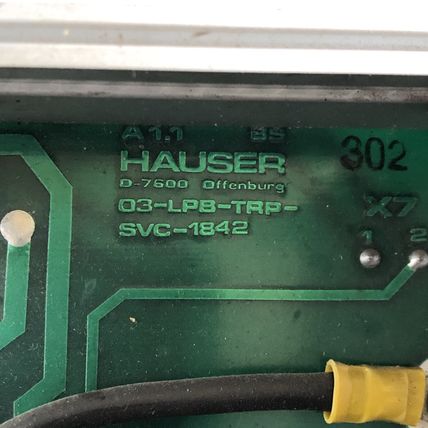 A1.1 BS
HAUSER 302
D-7600 Offenburg
03-LPB-TRP- X7
SVC-1842 1 2